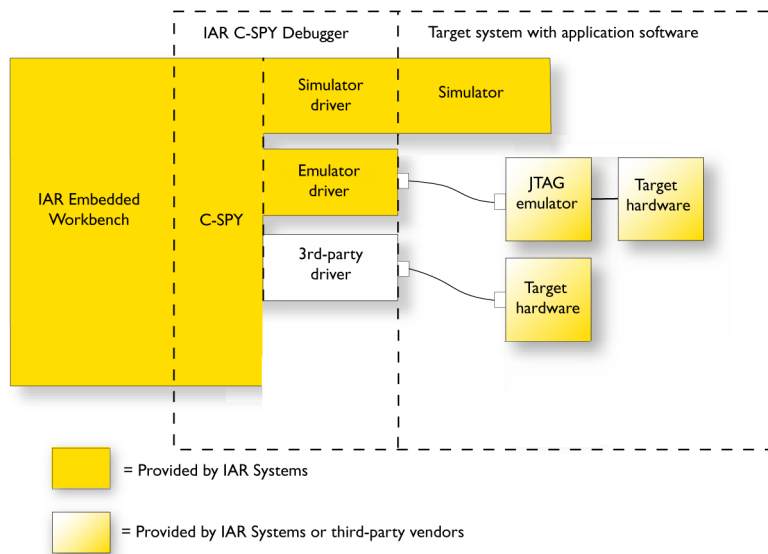 IAR C-SPY Debugger
Target system with application software
Simulator
driver
Simulator
Emulator
driver
JTAG
emulator
Target
hardware
IAR Embedded
Workbench
C-SPY
3rd-party
driver
Target
hardware
= Provided by IAR Systems
= Provided by IAR Systems or third-party vendors